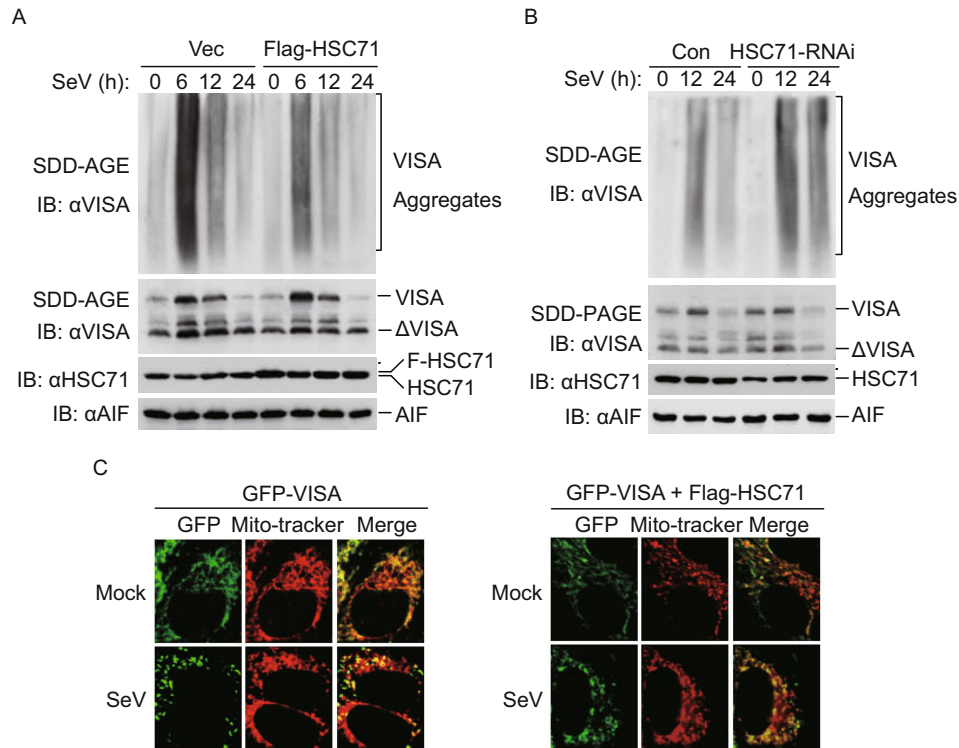 A
Vec Flag-HSC71
SeV (h): 0 6 12 24 0 6 12 24
SDD-AGE
IB: αVISA
VISA
Aggregates
SDD-AGE
IB: αVISA
VISA
ΔVISA
IB: αHSC71
F-HSC71
HSC71
IB: αAIF
AIF
B
Con HSC71-RNAi
SeV (h): 0 12 24 0 12 24
SDD-AGE
IB: αVISA
VISA
Aggregates
SDD-PAGE
IB: αVISA
VISA
ΔVISA
IB: αHSC71
HSC71
IB: αAIF
AIF
C
GFP-VISA
GFP Mito-tracker Merge
Mock
SeV
GFP-VISA + Flag-HSC71
GFP Mito-tracker Merge
Mock
SeV